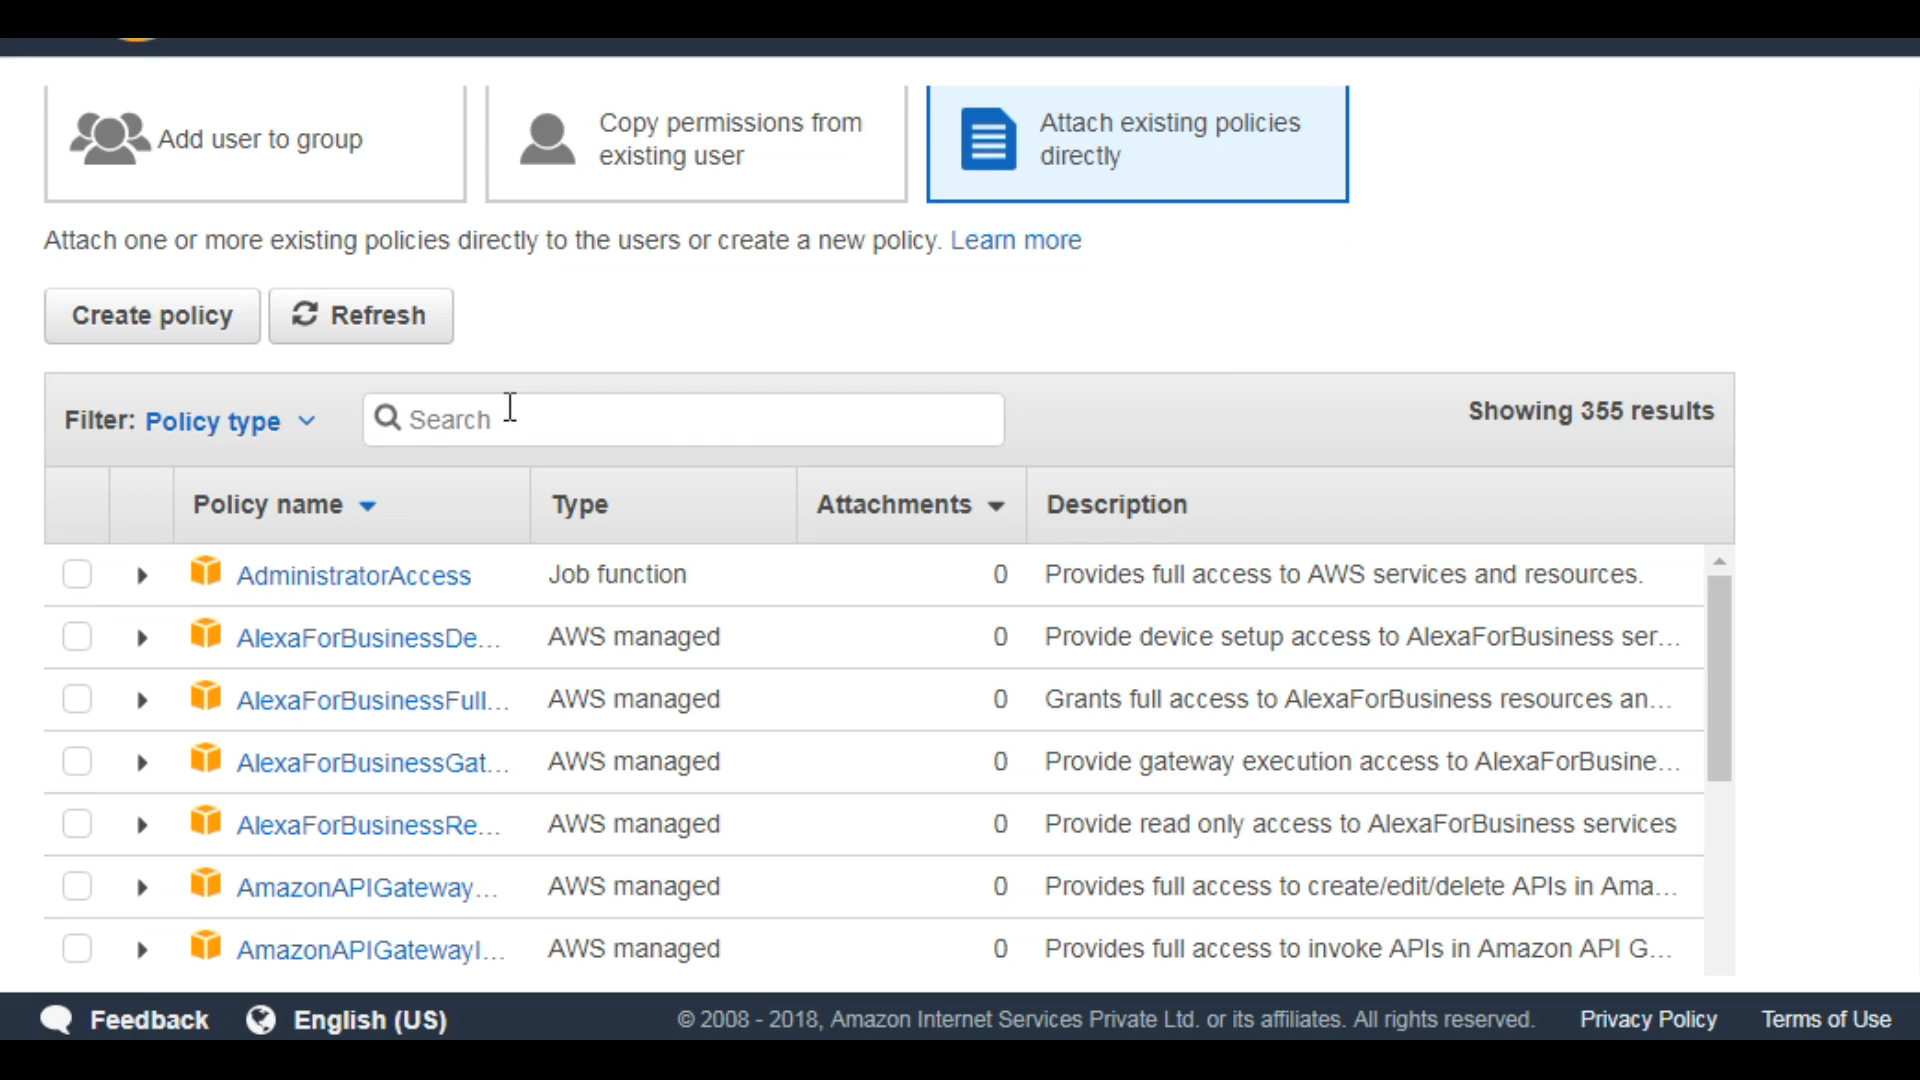 Add user to group
Copy permissions from
existing user
Attach existing policies
directly
Attach one or more existing policies directly to the users or create a new policy. Learn more
Create policy
Refresh
Filter: Policy type
Search
Showing 355 results
Policy name Type Attachments Description
AdministratorAccess Job function 0 Provides full access to AWS services and resources.
AlexaForBusinessDe... AWS managed 0 Provide device setup access to AlexaForBusiness ser...
AlexaForBusinessFull... AWS managed 0 Grants full access to AlexaForBusiness resources an...
AlexaForBusinessGat... AWS managed 0 Provide gateway execution access to AlexaForBusine...
AlexaForBusinessRe... AWS managed 0 Provide read only access to AlexaForBusiness services
AmazonAPIGateway... AWS managed 0 Provides full access to create/edit/delete APIs in Ama...
AmazonAPIGatewayI... AWS managed 0 Provides full access to invoke APIs in Amazon API G...
Feedback English (US) © 2008 - 2018, Amazon Internet Services Private Ltd. or its affiliates. All rights reserved. Privacy Policy Terms of Use